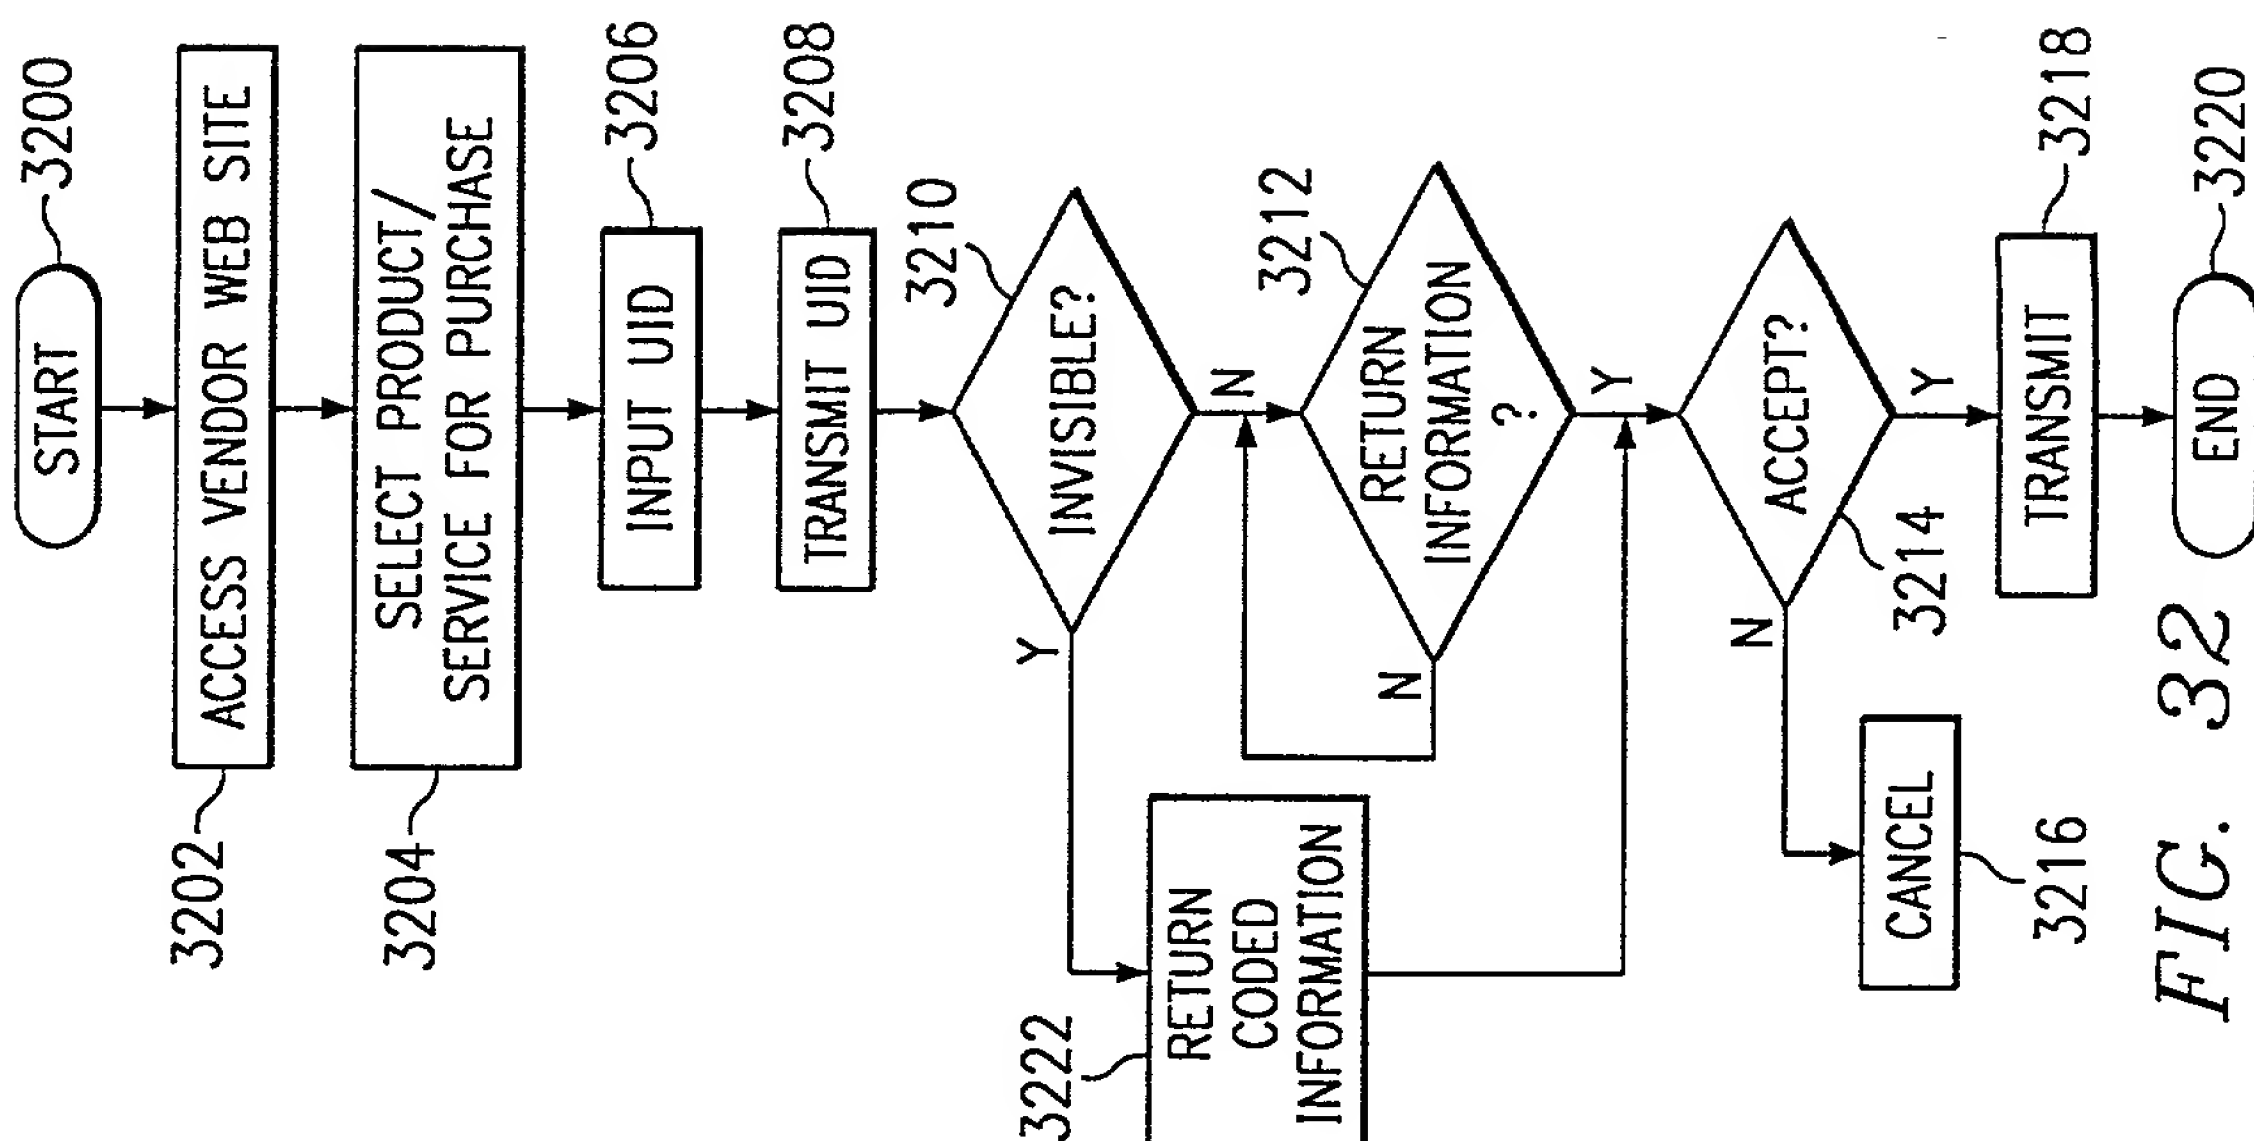 START
3200
ACCESS VENDOR WEB SITE
3202
SELECT PRODUCT/
SERVICE FOR PURCHASE
3204
INPUT UID
3206
TRANSMIT UID
3208
INVISIBLE?
3210
Y
N
RETURN
CODED
INFORMATION
3222
RETURN
INFORMATION
?
3212
N
Y
ACCEPT?
3214
N
Y
CANCEL
3216
TRANSMIT
3218
END
3220
FIG. 32